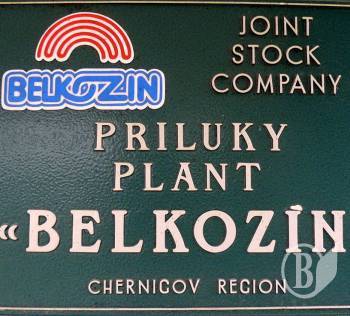 BELKOZIN
JOINT
STOCK
COMPANY
PRILUKY
PLANT
«BELKOZIN
CHERNIGOV REGION
B